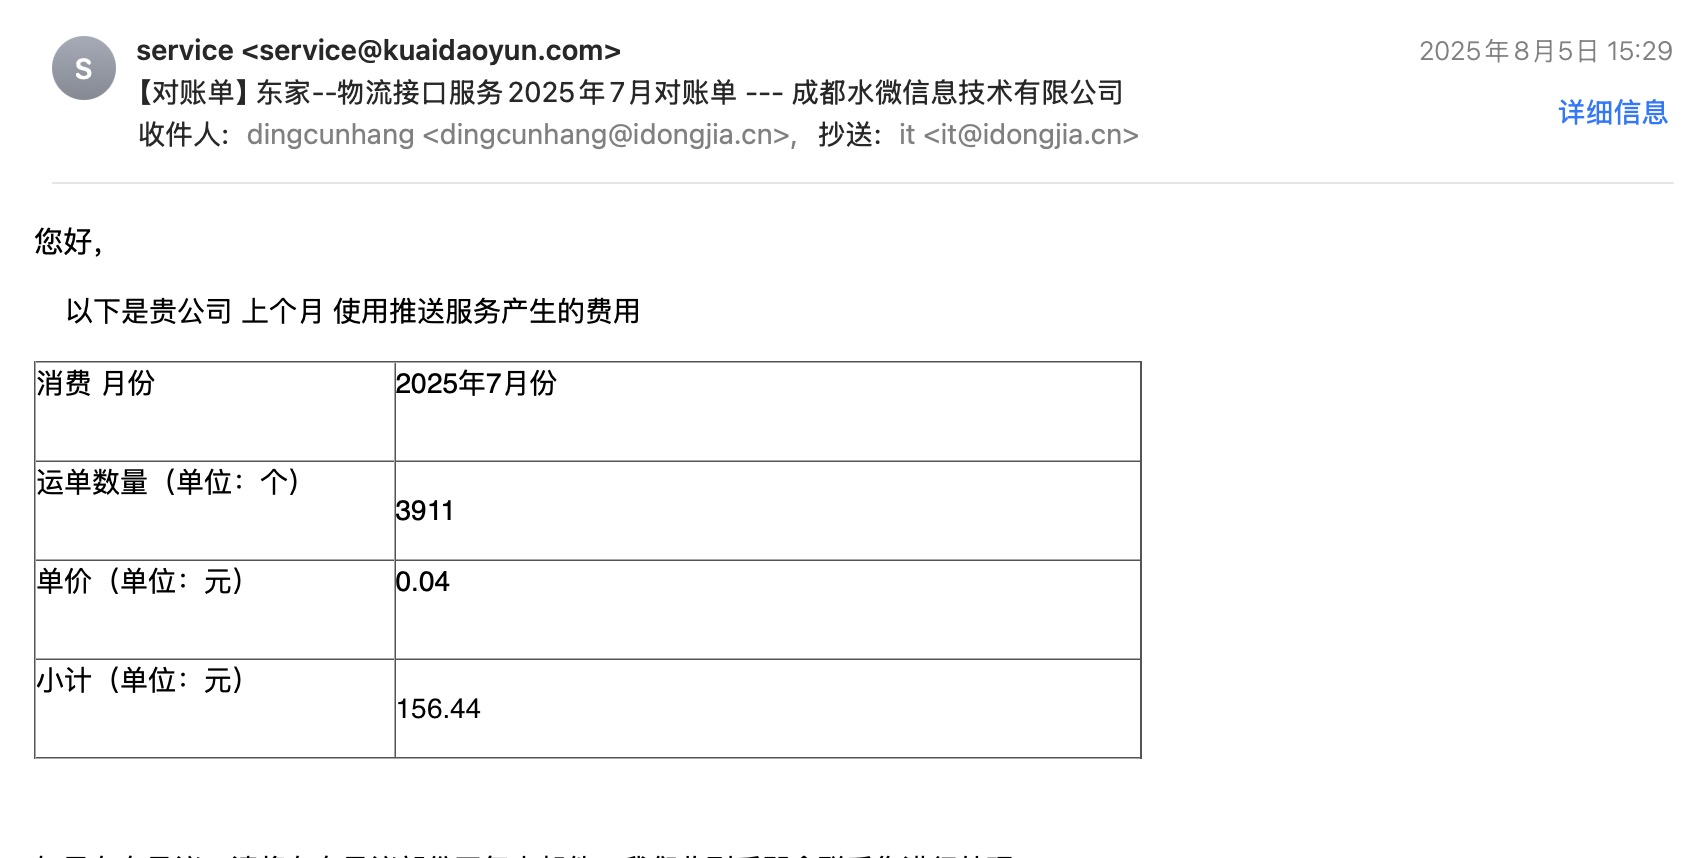 S
service <service@kuaidaoyun.com>
2025年8月5日 15:29
【对账单】东家--物流接口服务2025年7月对账单 --- 成都水微信息技术有限公司
详细信息
收件人： dingcunhang <dingcunhang@idongjia.cn>, 抄送： it <it@idongjia.cn>
您好，
以下是贵公司 上个月 使用推送服务产生的费用
消费 月份
2025年7月份
运单数量（单位：个）
3911
单价（单位：元）
0.04
小计（单位：元）
156.44